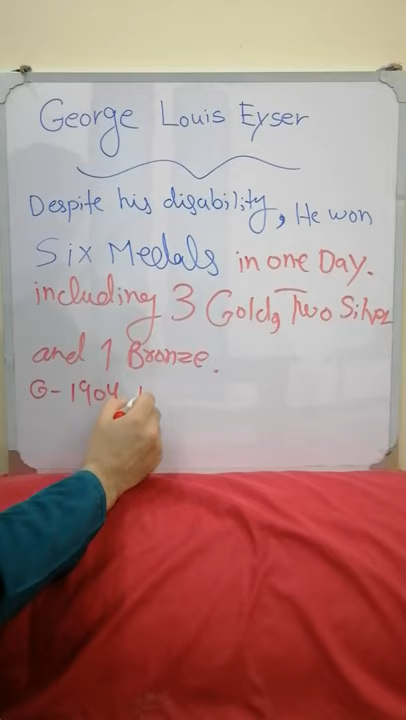 George Louis Eyser
Despite his disability, He won
Six Medals in one Day.
including 3 Gold, Two Silver
and 1 Bronze.
G-1904